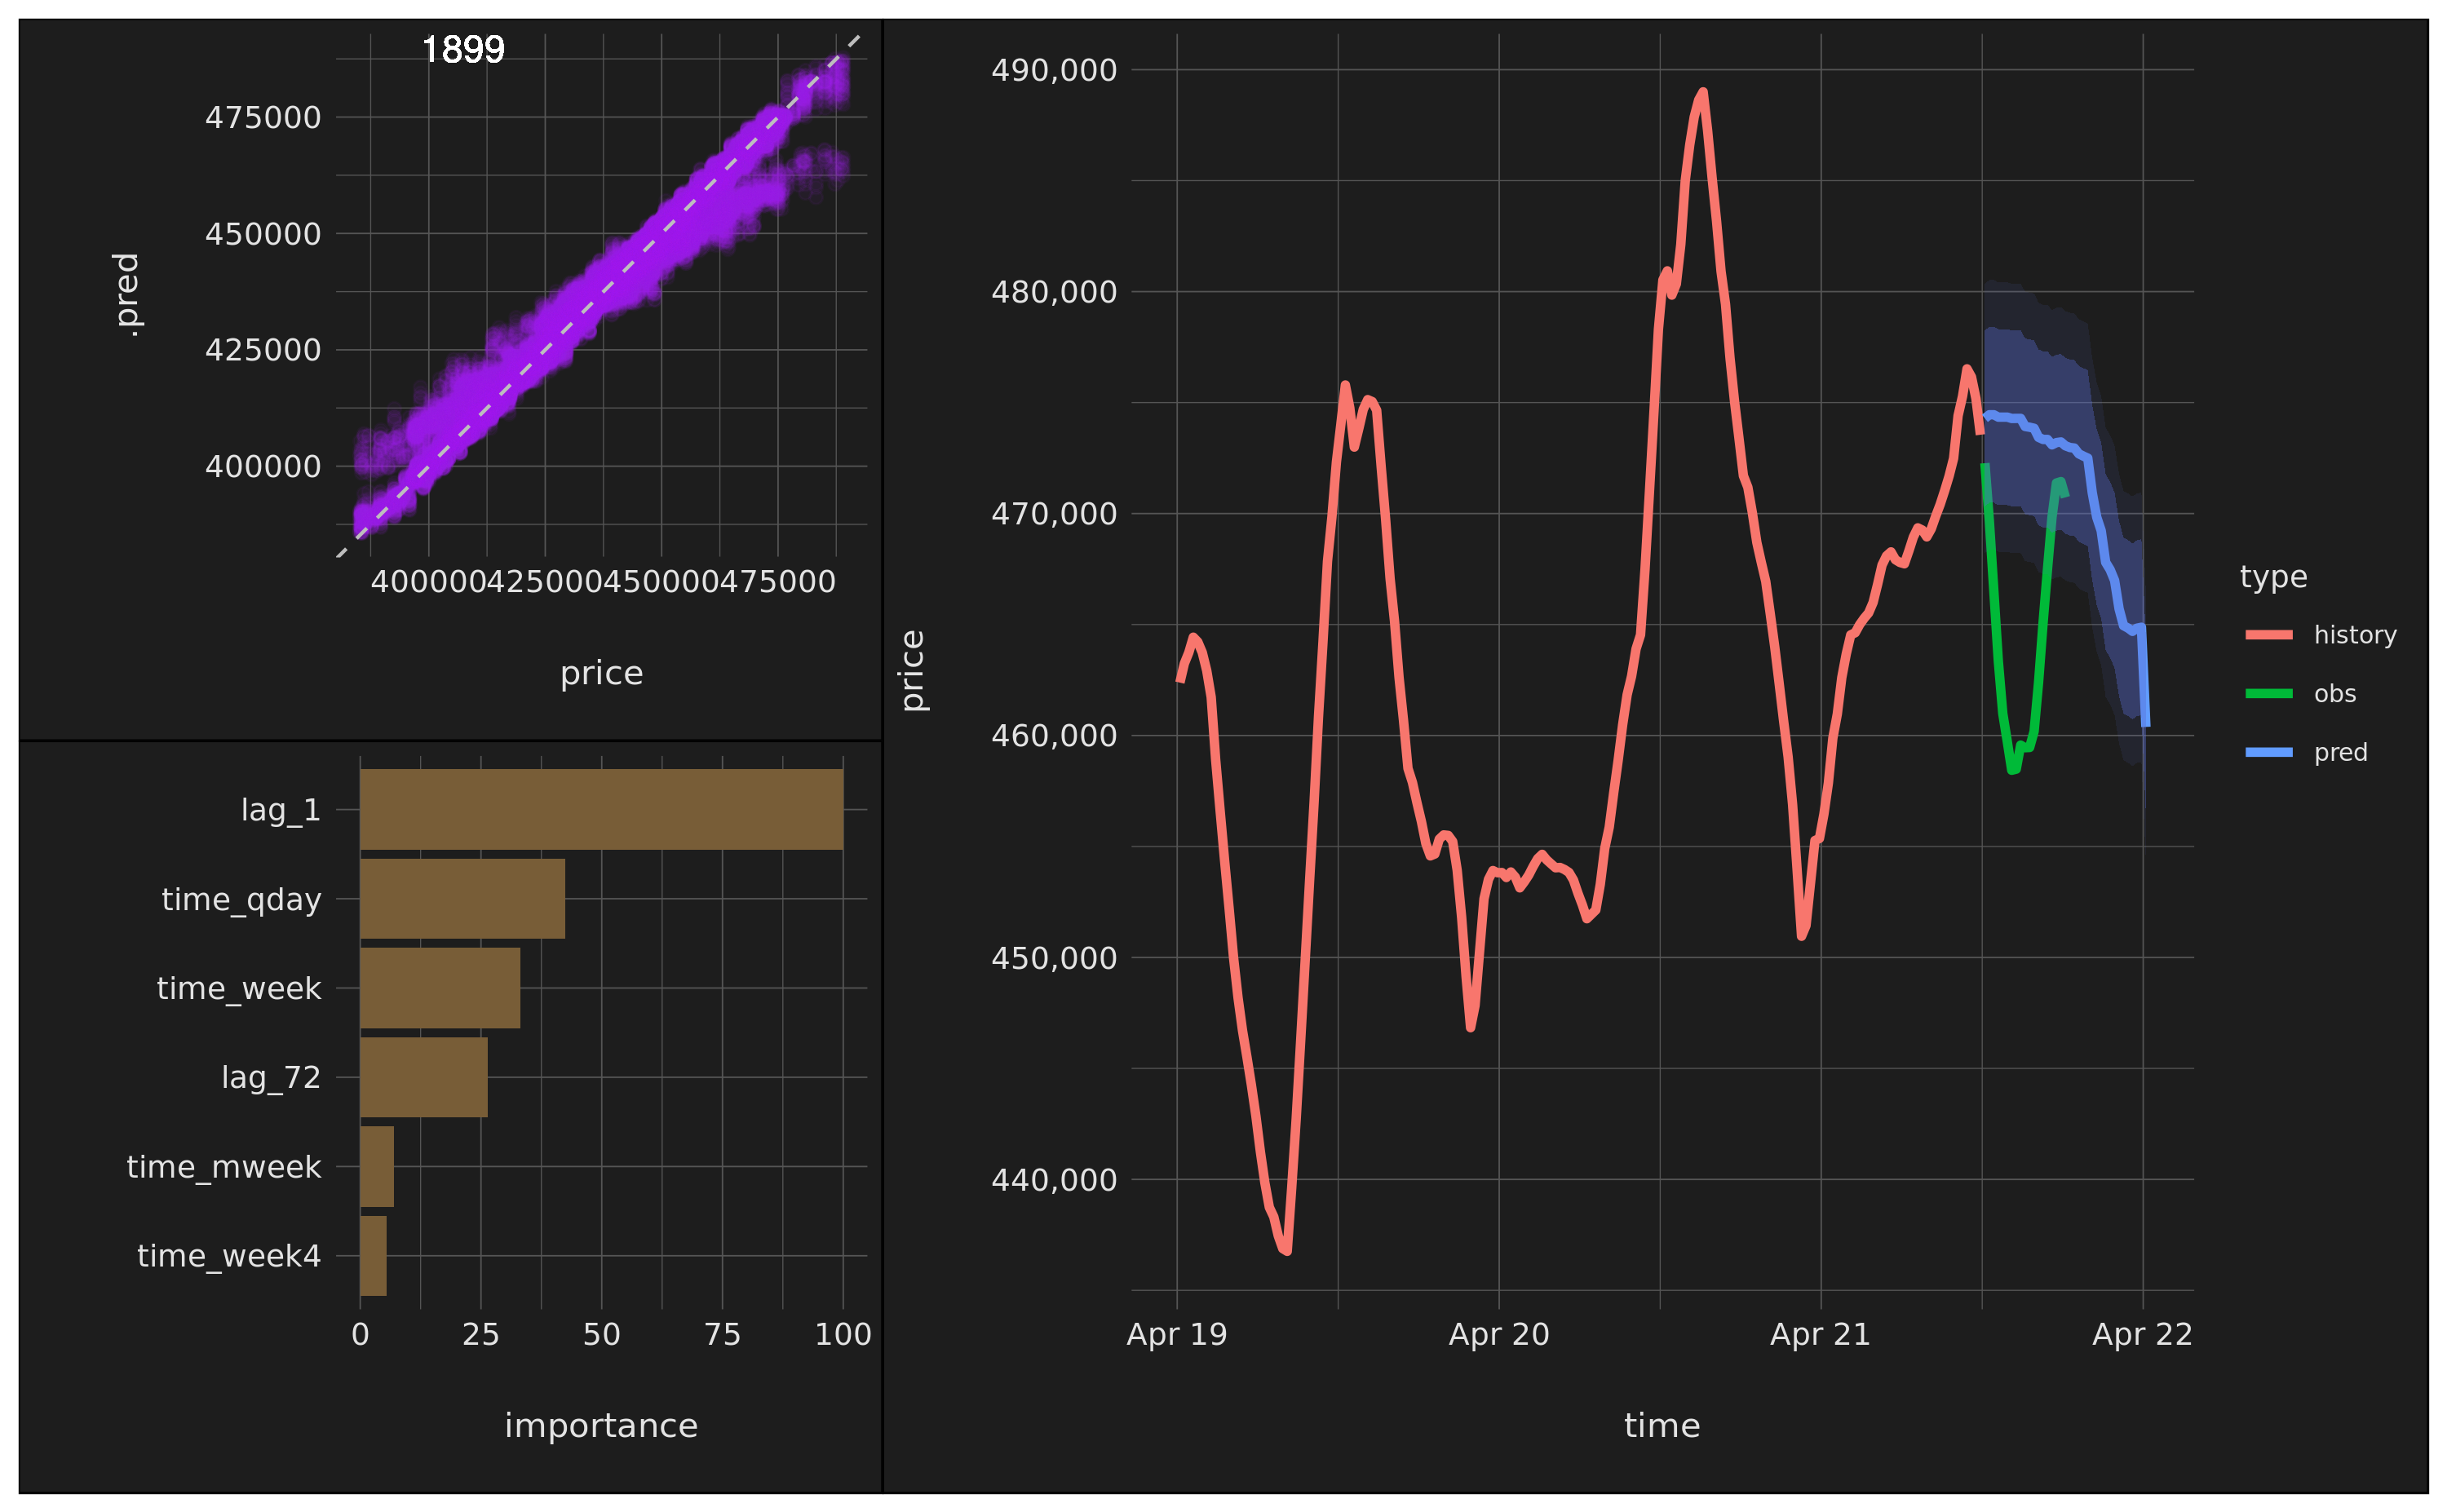 1899
475000
450000
425000
400000
.pred
400000425000450000475000
price
lag_1
time_qday
time_week
lag_72
time_mweek
time_week4
0 25 50 75 100
importance
490,000
480,000
470,000
460,000
450,000
440,000
price
Apr 19 Apr 20 Apr 21 Apr 22
time
type
history
obs
pred